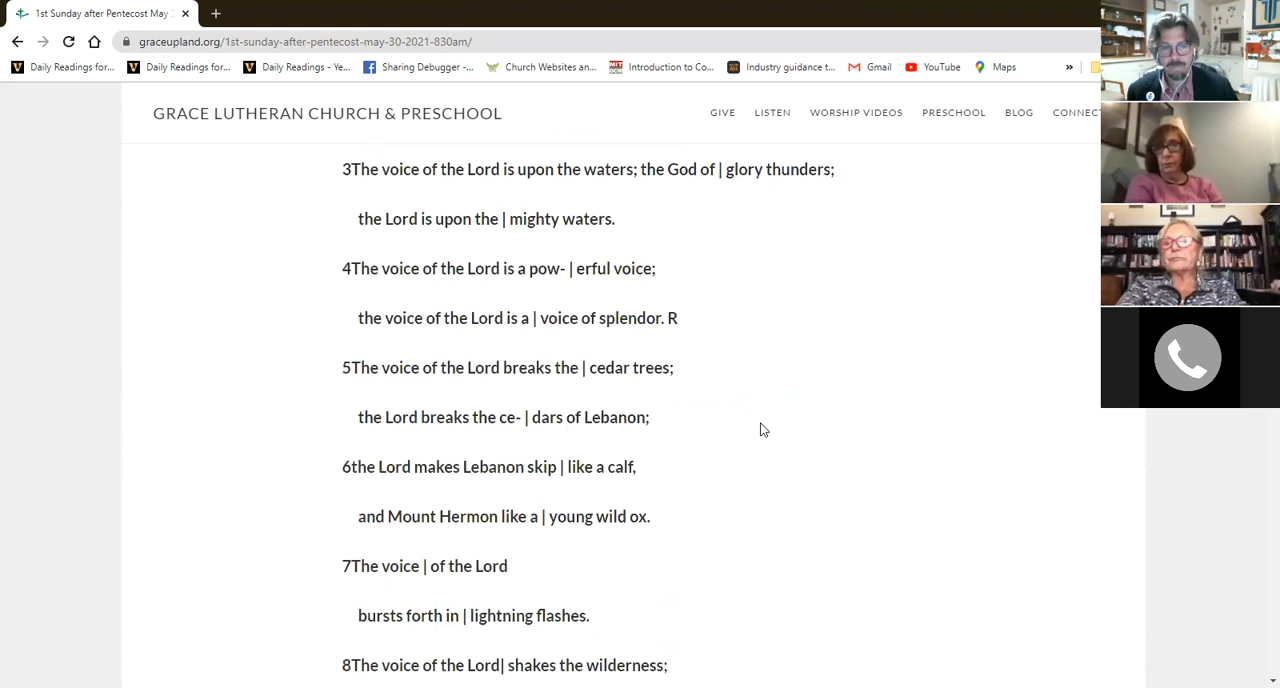 1st Sunday after Pentecost May
graceupland.org/1st-sunday-after-pentecost-may-30-2021-830am/
Daily Readings for... Daily Readings for... Daily Readings - Ye... Sharing Debugger -... Church Websites an... Introduction to Co... Industry guidance t... Gmail YouTube Maps »
GRACE LUTHERAN CHURCH & PRESCHOOL GIVE LISTEN WORSHIP VIDEOS PRESCHOOL BLOG CONNECT
3The voice of the Lord is upon the waters; the God of | glory thunders;
the Lord is upon the | mighty waters.
4The voice of the Lord is a pow- | erful voice;
the voice of the Lord is a | voice of splendor. R
5The voice of the Lord breaks the | cedar trees;
the Lord breaks the ce- | dars of Lebanon;
6the Lord makes Lebanon skip | like a calf,
and Mount Hermon like a | young wild ox.
7The voice | of the Lord
bursts forth in | lightning flashes.
8The voice of the Lord| shakes the wilderness;